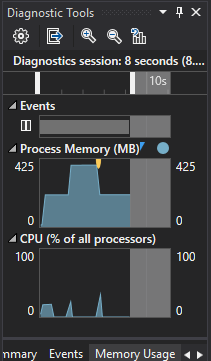 Diagnostic Tools
Diagnostics session: 8 seconds (8....
10s
Events
Process Memory (MB)
425 425
0 0
CPU (% of all processors)
100 100
0 0
mmary Events Memory Usage